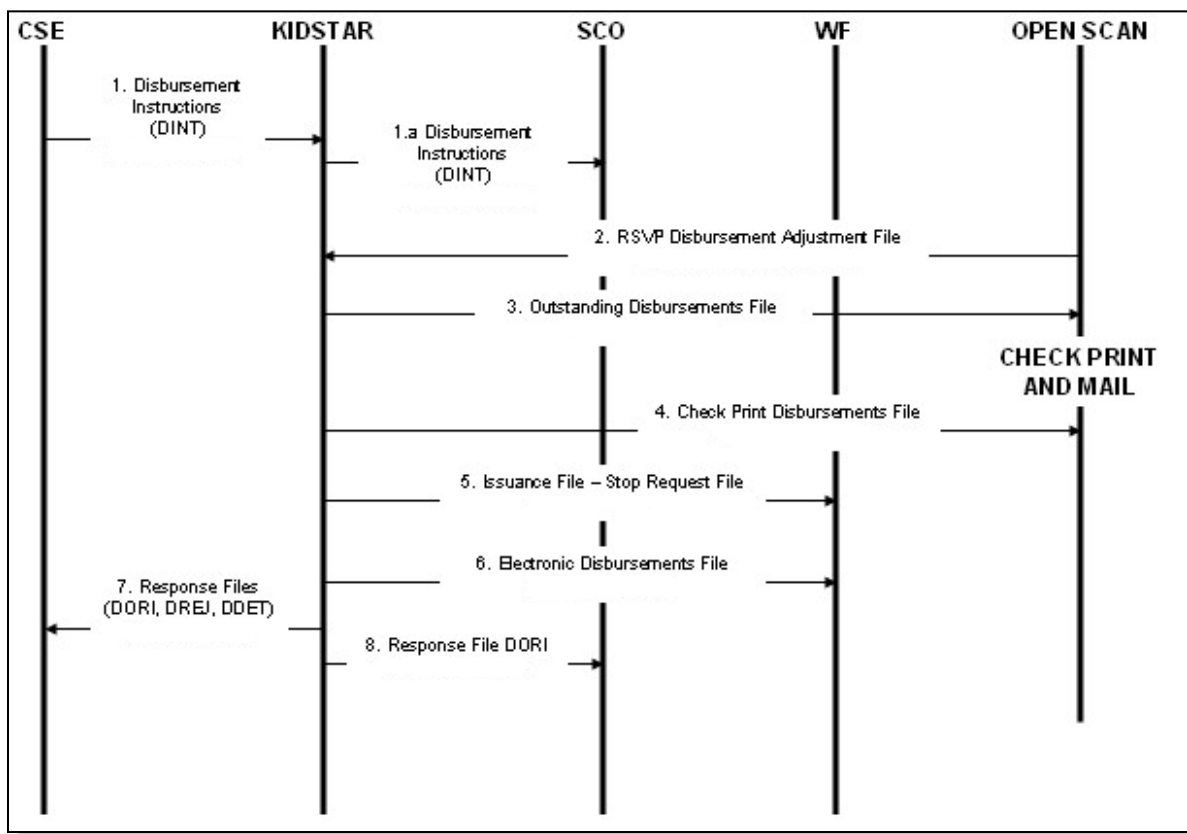 CSE KIDSTAR SCO WF OPEN SCAN
1. Disbursement
Instructions
(DINT)
1.a Disbursement
Instructions
(DINT)
2. RSVP Disbursement Adjustment File
3. Outstanding Disbursements File
CHECK PRINT
AND MAIL
4. Check Print Disbursements File
5. Issuance File – Stop Request File
6. Electronic Disbursements File
7. Response Files
(DORI, DREJ, DDET)
8. Response File DORI